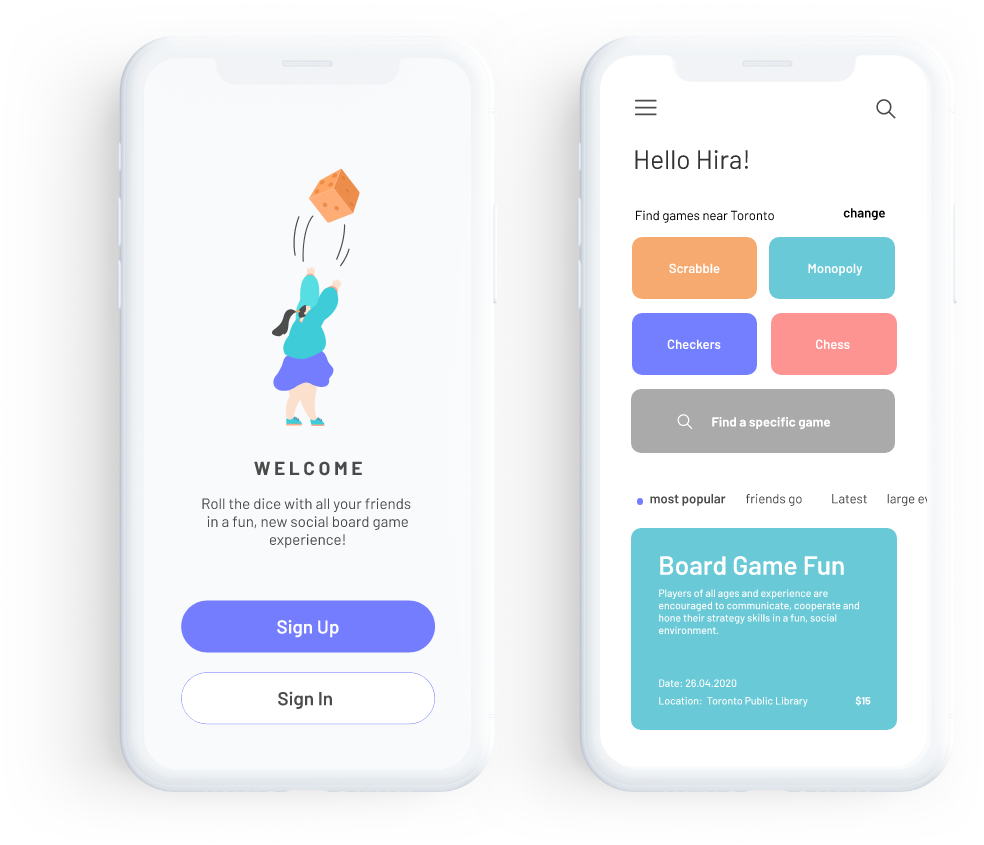 WELCOME
Roll the dice with all your friends
in a fun, new social board game
experience!
Sign Up
Sign In
Hello Hira!
Find games near Toronto
change
Scrabble
Monopoly
Checkers
Chess
Find a specific game
most popular
friends go
Latest
large ev
Board Game Fun
Players of all ages and experience are
encouraged to communicate, cooperate and
hone their strategy skills in a fun, social
environment.
Date: 26.04.2020
Location: Toronto Public Library
$15